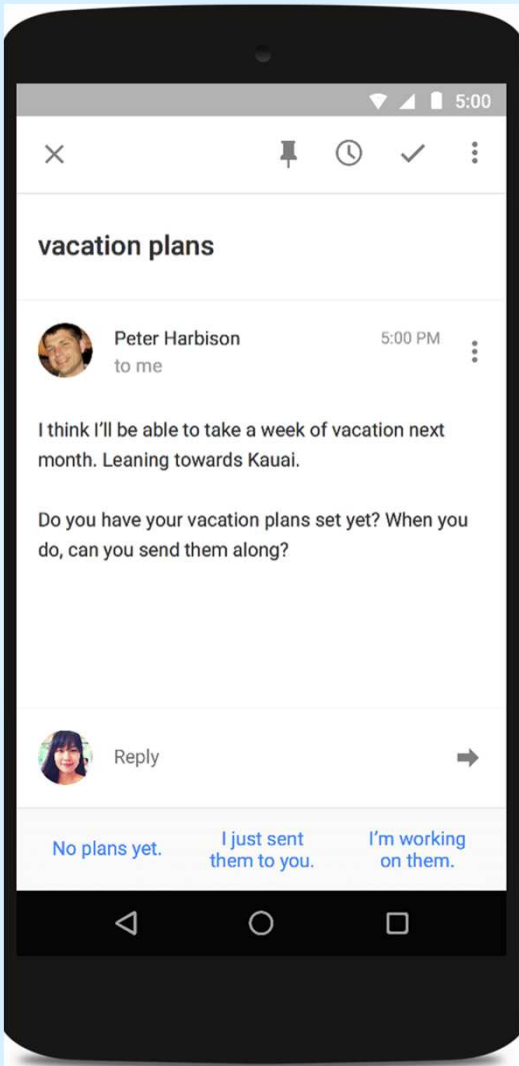 5:00
vacation plans
Peter Harbison
5:00 PM
to me
I think I'll be able to take a week of vacation next
month. Leaning towards Kauai.
Do you have your vacation plans set yet? When you
do, can you send them along?
Reply
No plans yet.
I just sent
them to you.
I'm working
on them.